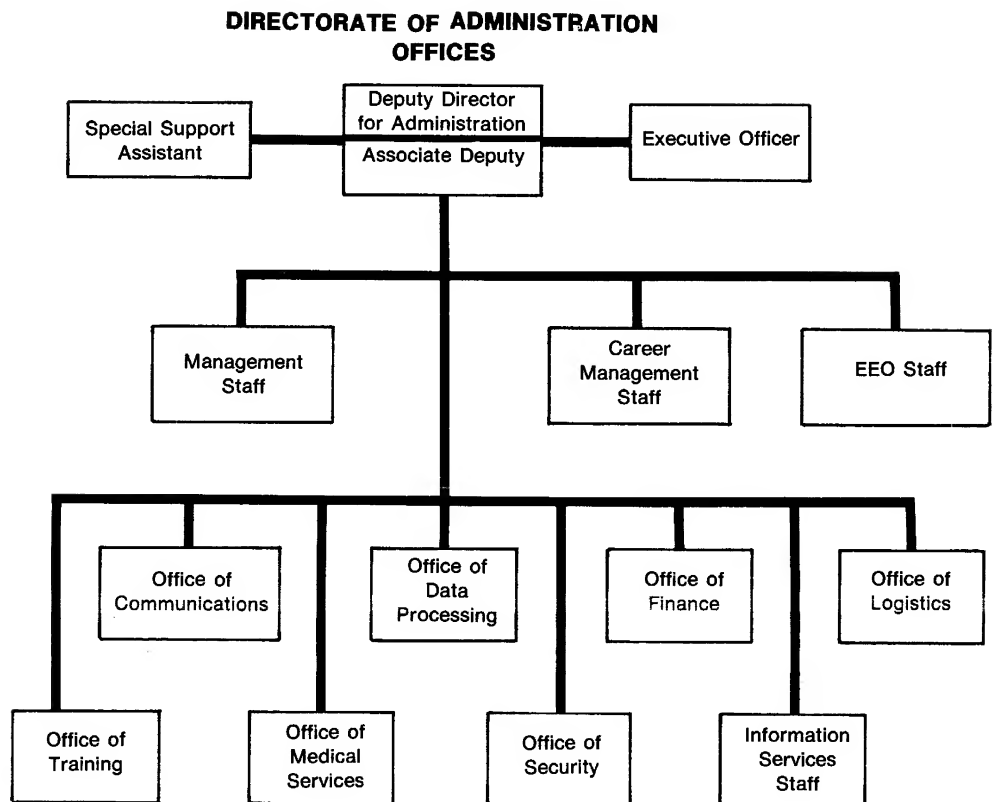 DIRECTORATE OF ADMINISTRATION
OFFICES
Special Support
Assistant
Deputy Director
for Administration
Associate Deputy
Executive Officer
Management
Staff
Career
Management
Staff
EEO Staff
Office of
Communications
Office of
Data
Processing
Office of
Finance
Office of
Logistics
Office of
Training
Office of
Medical
Services
Office of
Security
Information
Services
Staff